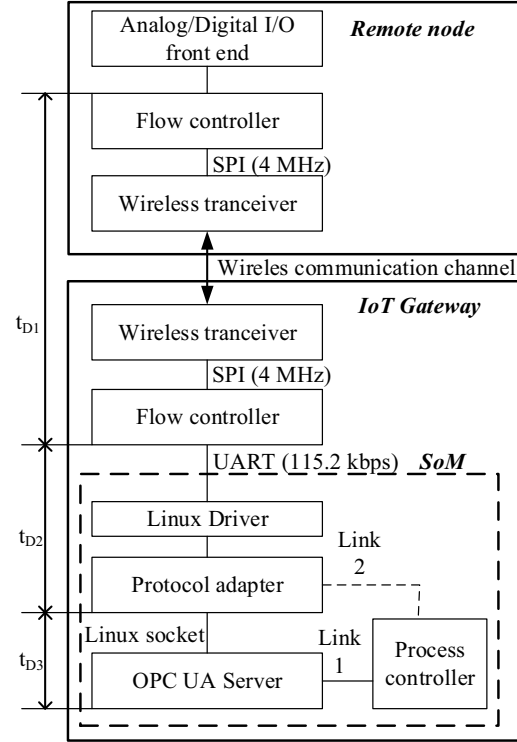 Analog/Digital I/O
front end
Remote node
Flow controller
SPI (4 MHz)
Wireless tranceiver
Wireles communication channel
IoT Gateway
Wireless tranceiver
tD1
SPI (4 MHz)
Flow controller
UART (115.2 kbps)
SoM
Linux Driver
Link
2
tD2
Protocol adapter
Linux socket
Link
1
Process
controller
tD3
OPC UA Server